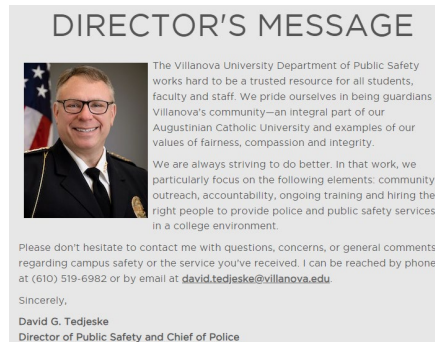 DIRECTOR'S MESSAGE
The Villanova University Department of Public Safety
works hard to be a trusted resource for all students,
faculty and staff. We pride ourselves in being guardians
Villanova's community—an integral part of our
Augustinian Catholic University and examples of our
values of fairness, compassion and integrity.
We are always striving to do better. In that work, we
particularly focus on the following elements: community
outreach, accountability, ongoing training and hiring the
right people to provide police and public safety services
in a college environment.
Please don't hesitate to contact me with questions, concerns, or general comments
regarding campus safety or the service you've received. I can be reached by phone
at (610) 519-6982 or by email at david.tedjeske@villanova.edu.
Sincerely,
David G. Tedjeske
Director of Public Safety and Chief of Police